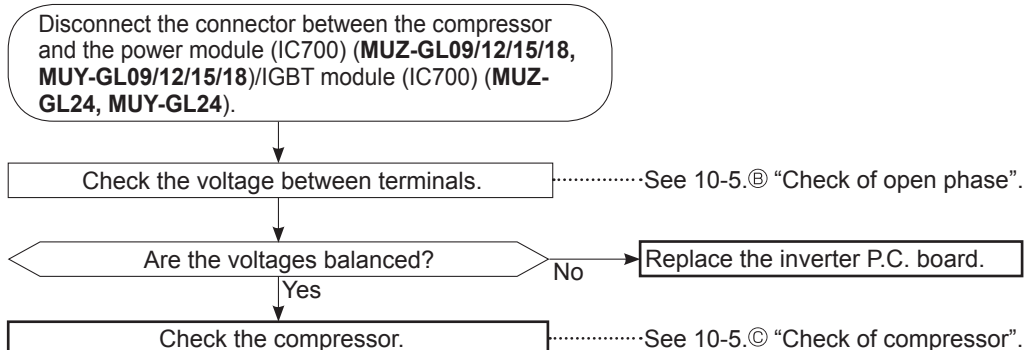 Disconnect the connector between the compressor
and the power module (IC700) (MUZ-GL09/12/15/18,
MUY-GL09/12/15/18)/IGBT module (IC700) (MUZ-
GL24, MUY-GL24).
Check the voltage between terminals.
See 10-5.Ⓑ “Check of open phase”.
Are the voltages balanced?
No
Replace the inverter P.C. board.
Yes
Check the compressor.
See 10-5.Ⓒ “Check of compressor”.